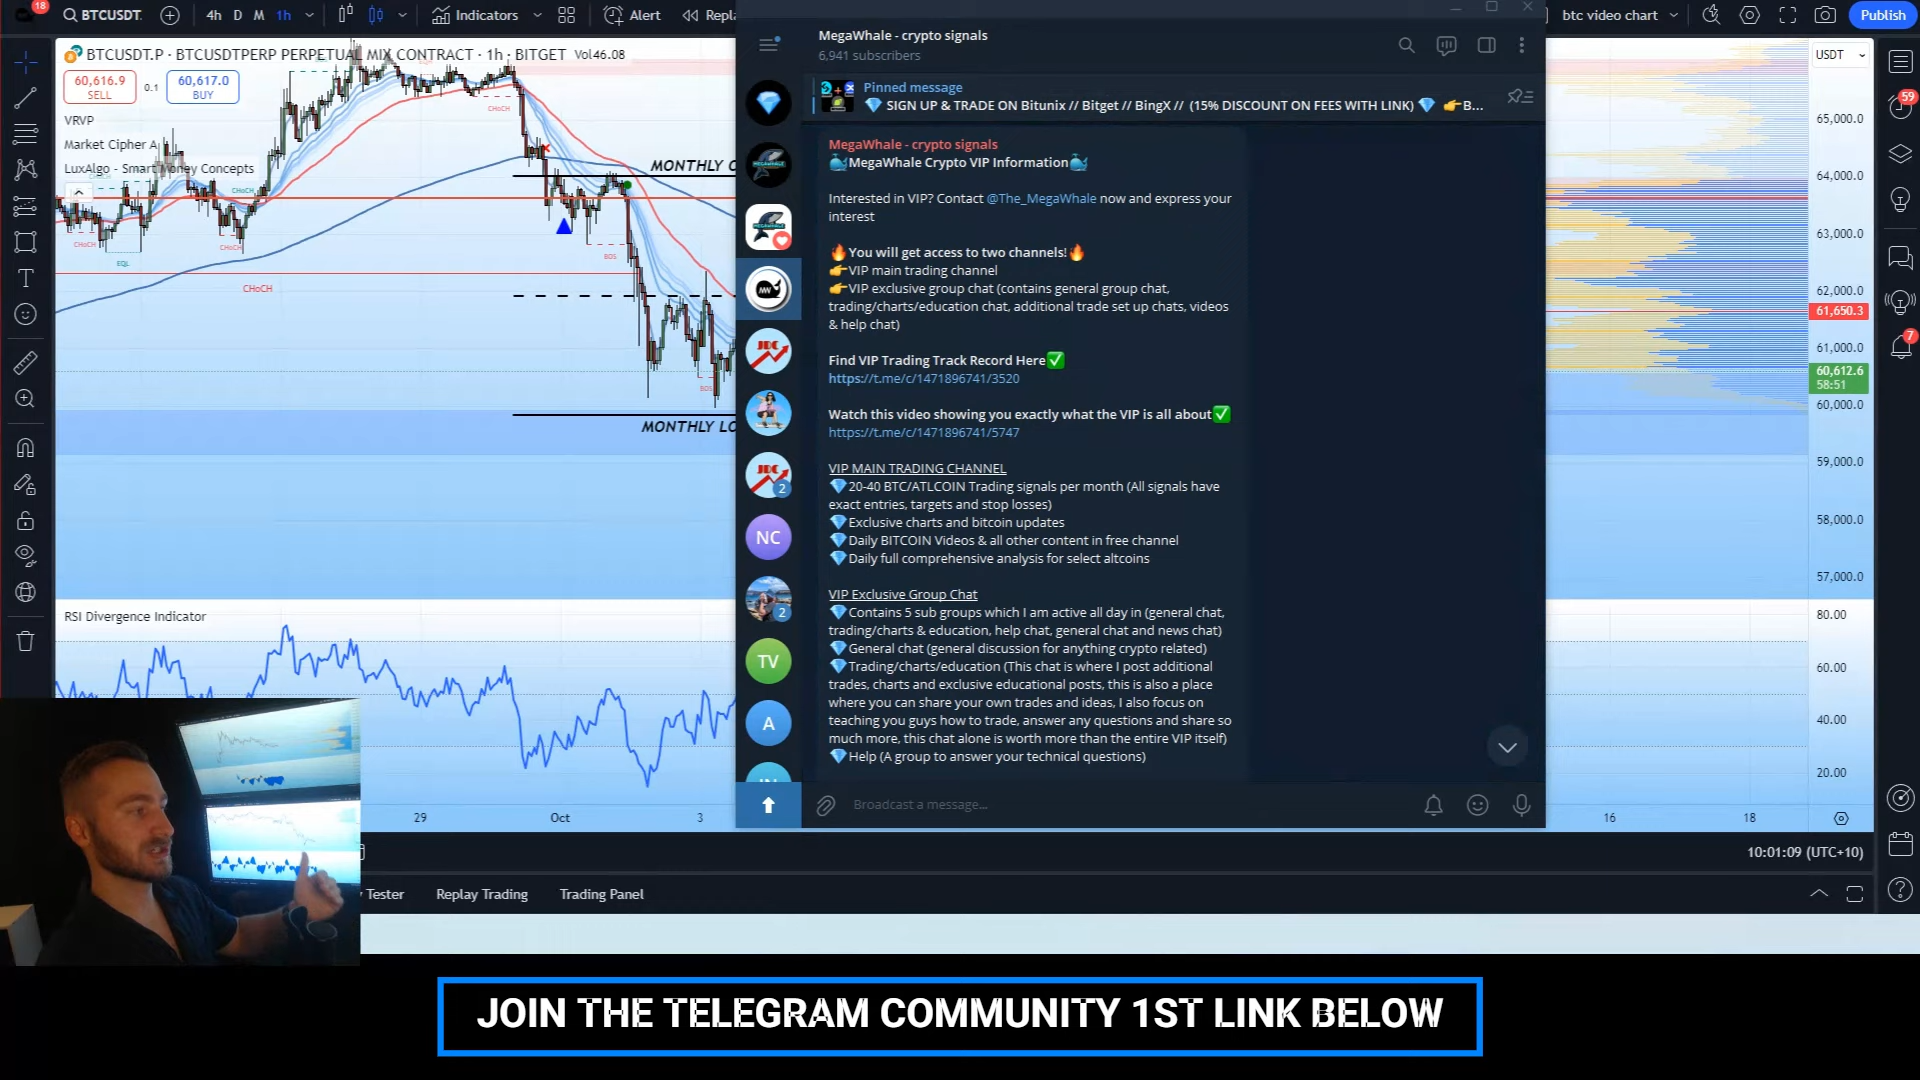 18
BTCUSDT.
4h D M 1h
Indicators
Alert
Repla
btc video chart
Publish
BTCUSDT.P · BTCUSDTPERP PERPETUAL MIX CONTRACT · 1h · BITGET Vol46.08
60,616.9
SELL
0.1
60,617.0
BUY
VRVP
Market Cipher A
LuxAlgo - Smart Money Concepts
CHoCH
CHoCH
CHoCH
CHoCH
EQL
CHoCH
BOS
BOS
CHoCH
MONTHLY O
MONTHLY LO
RSI Divergence Indicator
29
Oct
3
16
18
MegaWhale - crypto signals
6,941 subscribers
Pinned message
SIGN UP & TRADE ON Bitunix // Bitget // BingX // (15% DISCOUNT ON FEES WITH LINK) 💎 👉B...
MegaWhale - crypto signals
🐳MegaWhale Crypto VIP Information🐳
Interested in VIP? Contact @The_MegaWhale now and express your
interest
🔥You will get access to two channels!🔥
👉VIP main trading channel
👉VIP exclusive group chat (contains general group chat,
trading/charts/education chat, additional trade set up chats, videos
& help chat)
Find VIP Trading Track Record Here✅
https://t.me/c/1471896741/3520
Watch this video showing you exactly what the VIP is all about✅
https://t.me/c/1471896741/5747
VIP MAIN TRADING CHANNEL
💎20-40 BTC/ATLCOIN Trading signals per month (All signals have
exact entries, targets and stop losses)
💎Exclusive charts and bitcoin updates
💎Daily BITCOIN Videos & all other content in free channel
💎Daily full comprehensive analysis for select altcoins
VIP Exclusive Group Chat
💎Contains 5 sub groups which I am active all day in (general chat,
trading/charts & education, help chat, general chat and news chat)
💎General chat (general discussion for anything crypto related)
💎Trading/charts/education (This chat is where I post additional
trades, charts and exclusive educational posts, this is also a place
where you can share your own trades and ideas, I also focus on
teaching you guys how to trade, answer any questions and share so
much more, this chat alone is worth more than the entire VIP itself)
💎Help (A group to answer your technical questions)
Broadcast a message...
MW
JDC
JDC
2
NC
2
TV
A
USDT
65,000.0
64,000.0
63,000.0
62,000.0
61,650.3
61,000.0
60,612.6
58:51
60,000.0
59,000.0
58,000.0
57,000.0
80.00
60.00
40.00
20.00
59
7
10:01:09 (UTC+10)
Tester
Replay Trading
Trading Panel
JOIN THE TELEGRAM COMMUNITY 1ST LINK BELOW